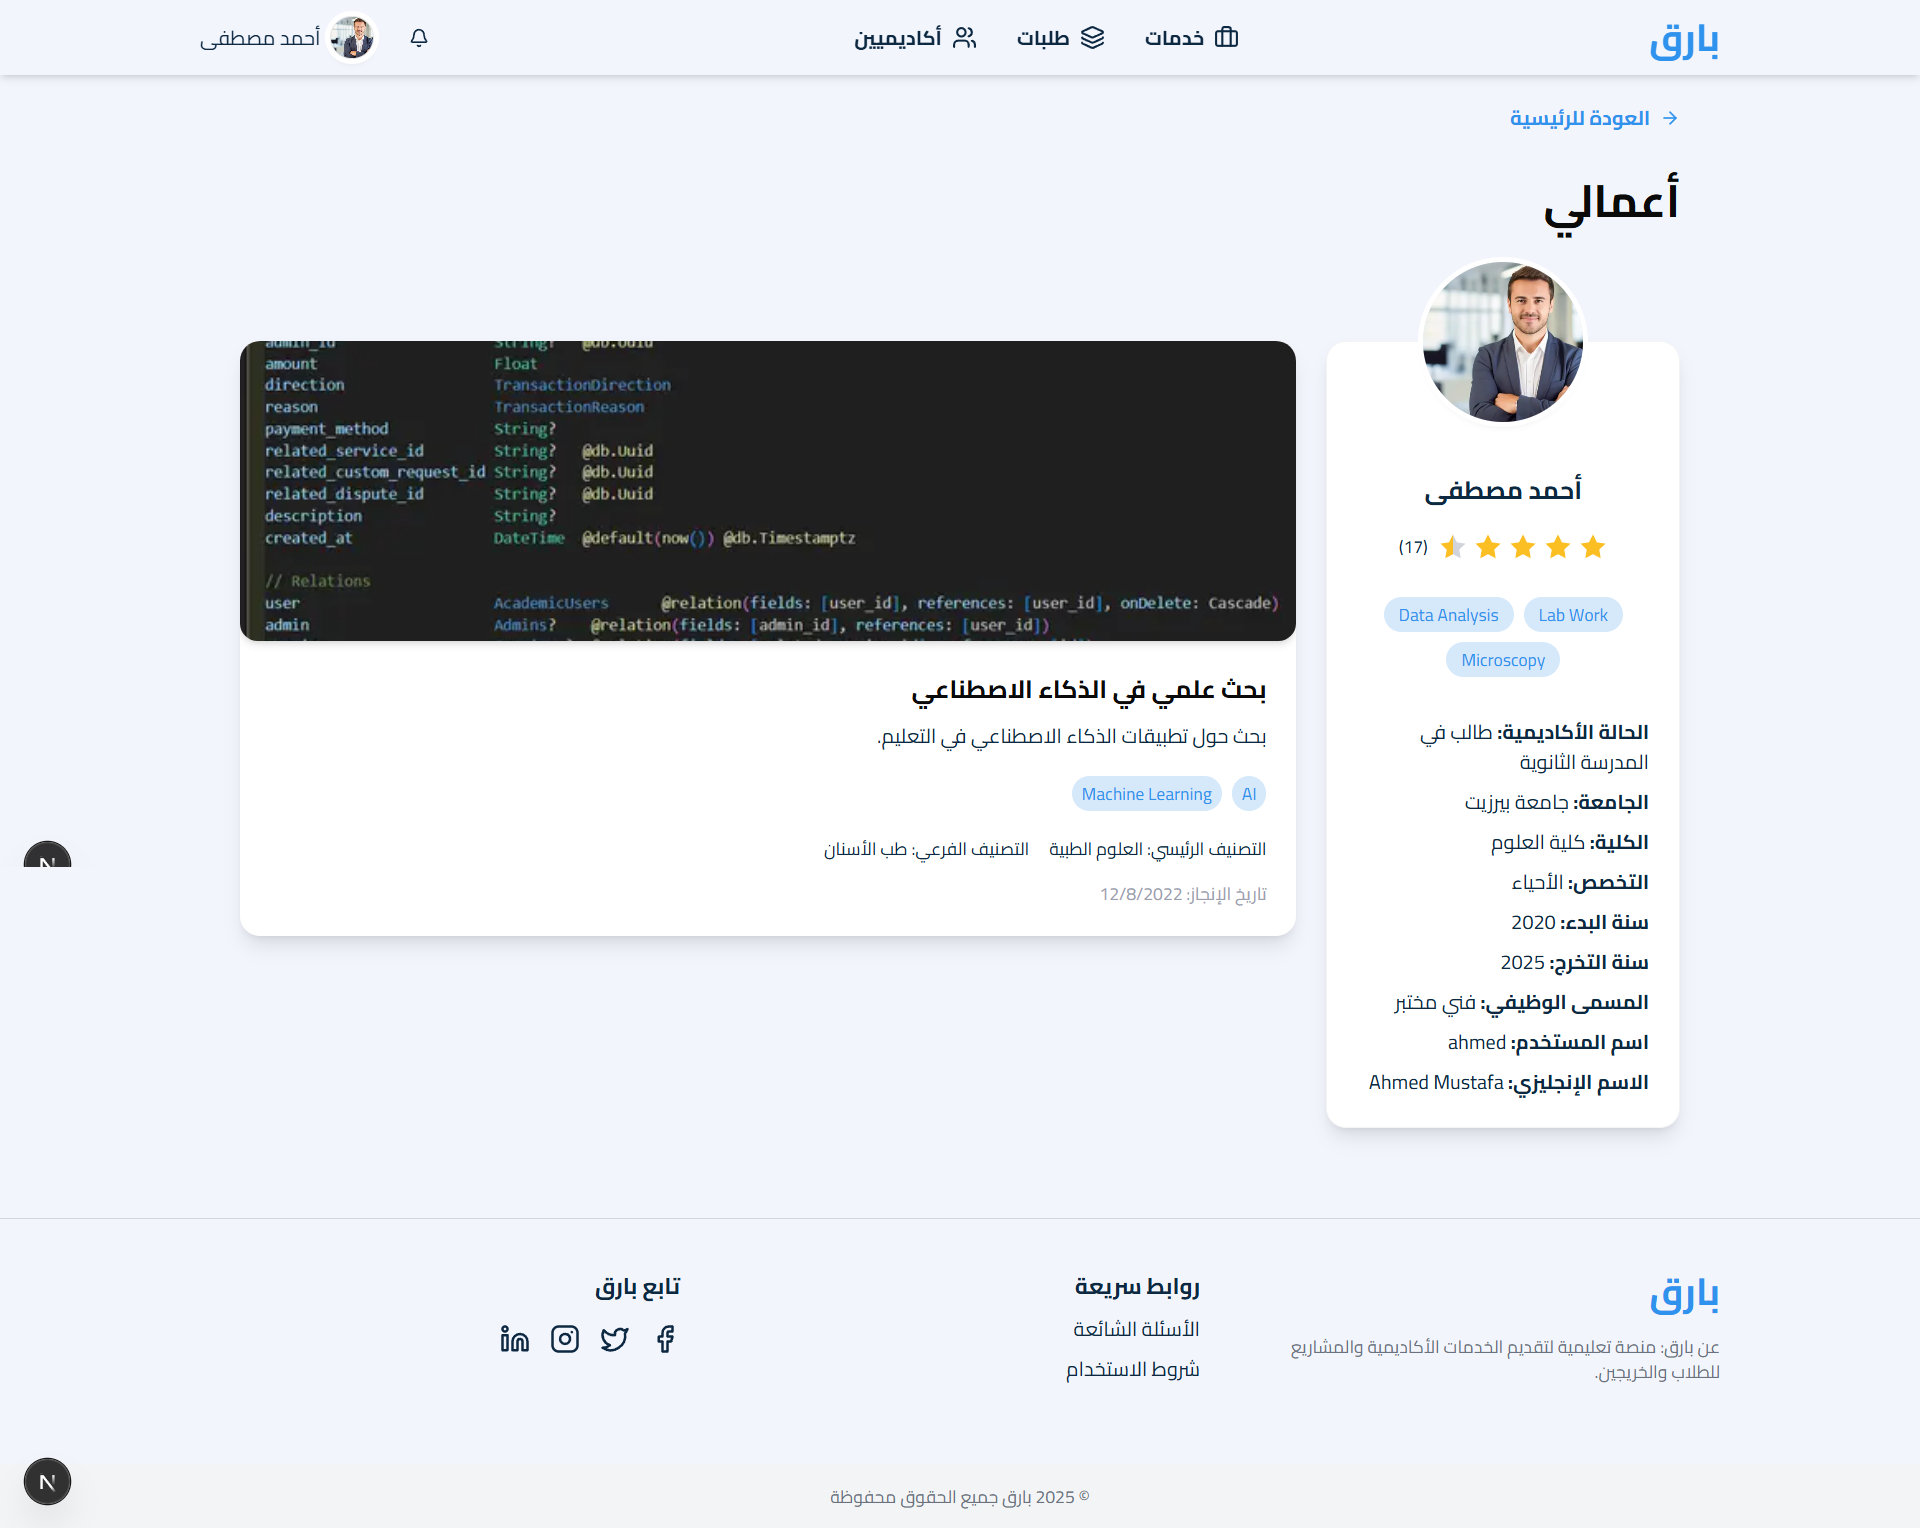 بارق
خدمات
طلبات
أكاديميين
أحمد مصطفى
العودة للرئيسية
أعمالي
أحمد مصطفى
(17)
Lab Work
Data Analysis
Microscopy
الحالة الأكاديمية: طالب في
المدرسة الثانوية
الجامعة: جامعة بيرزيت
الكلية: كلية العلوم
التخصص: الأحياء
سنة البدء: 2020
سنة التخرج: 2025
المسمى الوظيفي: فني مختبر
اسم المستخدم: ahmed
الاسم الإنجليزي: Ahmed Mustafa
admin_id String? @db.Uuid
amount Float
direction TransactionDirection
reason TransactionReason
payment_method String?
related_service_id String? @db.Uuid
related_custom_request_id String? @db.Uuid
related_dispute_id String? @db.Uuid
description String?
created_at DateTime @default(now()) @db.Timestamptz
// Relations
user AcademicUsers @relation(fields: [user_id], references: [user_id], onDelete: Cascade)
admin Admins? @relation(fields: [admin_id], references: [user_id])
بحث علمي في الذكاء الاصطناعي
بحث حول تطبيقات الذكاء الاصطناعي في التعليم.
AI
Machine Learning
التصنيف الرئيسي: العلوم الطبية
التصنيف الفرعي: طب الأسنان
تاريخ الإنجاز: 12/8/2022
N
بارق
عن بارق: منصة تعليمية لتقديم الخدمات الأكاديمية والمشاريع
للطلاب والخريجين.
روابط سريعة
الأسئلة الشائعة
شروط الاستخدام
تابع بارق
N
© 2025 بارق جميع الحقوق محفوظة